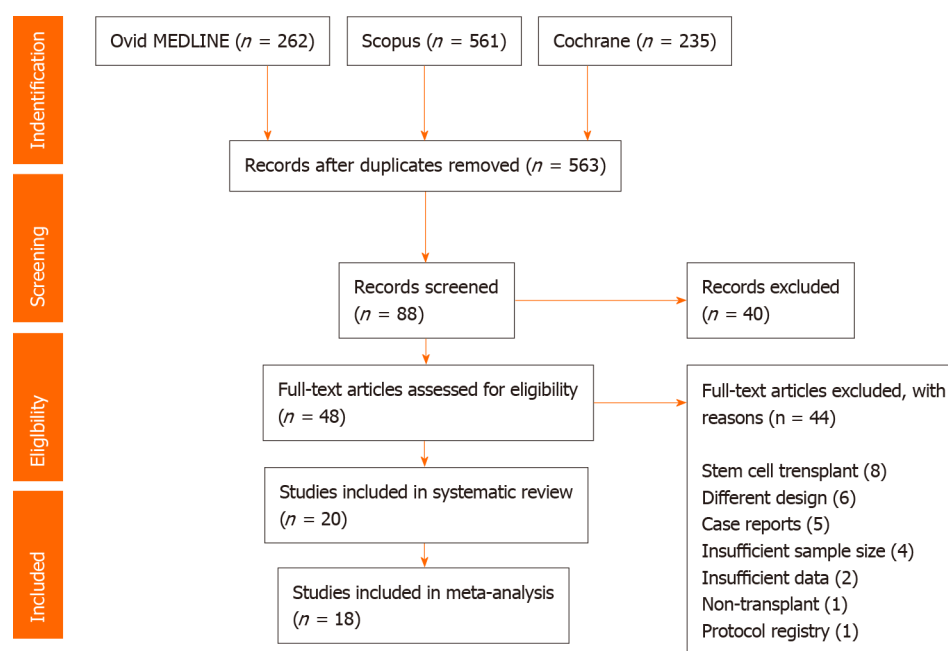 Indentification
Ovid MEDLINE (n = 262)
Scopus (n = 561)
Cochrane (n = 235)
Records after duplicates removed (n = 563)
Screening
Records screened
(n = 88)
Records excluded
(n = 40)
Eliglbility
Full-text articles assessed for eligibility
(n = 48)
Full-text articles excluded, with
reasons (n = 44)
Stem cell trensplant (8)
Different design (6)
Case reports (5)
Insufficient sample size (4)
Insufficient data (2)
Non-transplant (1)
Protocol registry (1)
Included
Studies included in systematic review
(n = 20)
Studies included in meta-analysis
(n = 18)